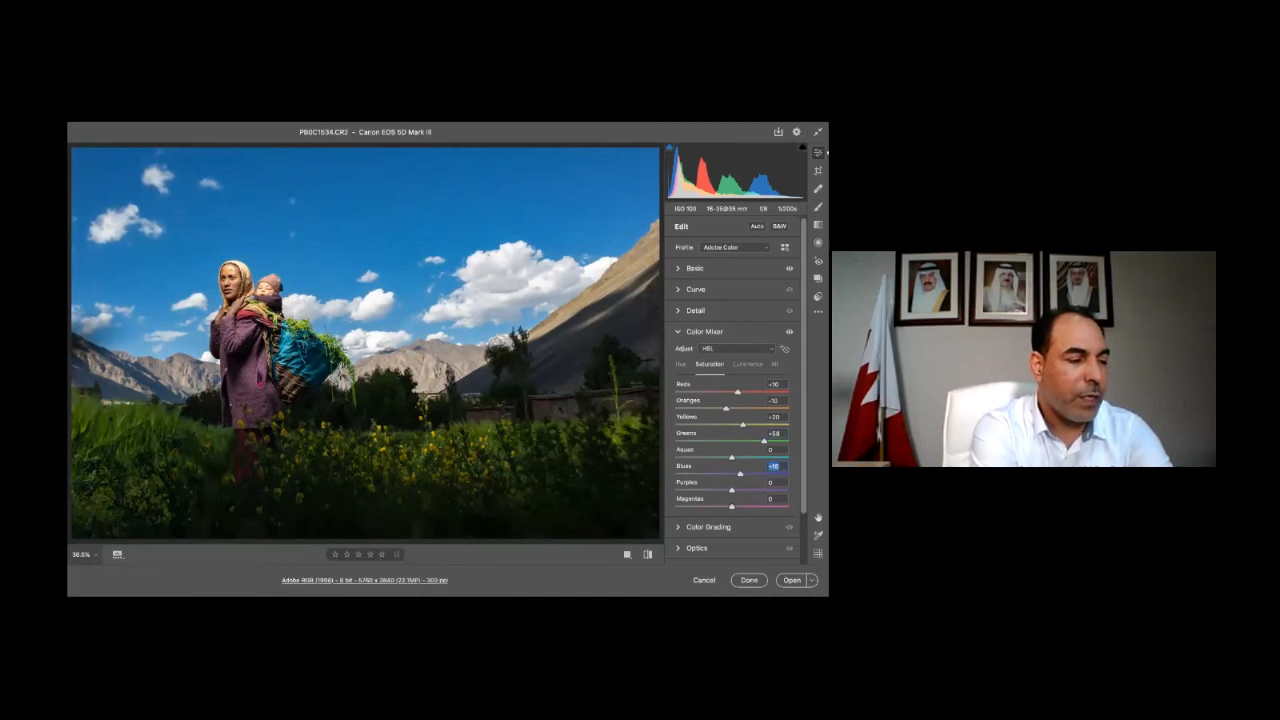 PB0C1534.CR2 - Canon EOS 5D Mark III
ISO 100 16-35@35 mm f/8 1/200s
Edit Auto B&W
Profile Adobe Color
Basic
Curve
Detail
Color Mixer
Adjust HSL
Hue Saturation Luminance All
Reds +10
Oranges -10
Yellows +20
Greens +58
Aquas 0
Blues +16
Purples 0
Magentas 0
Color Grading
Optics
36.6%
Adobe RGB (1998) - 8 bit - 5760 x 3840 (22.1MP) - 300 ppi
Cancel Done Open